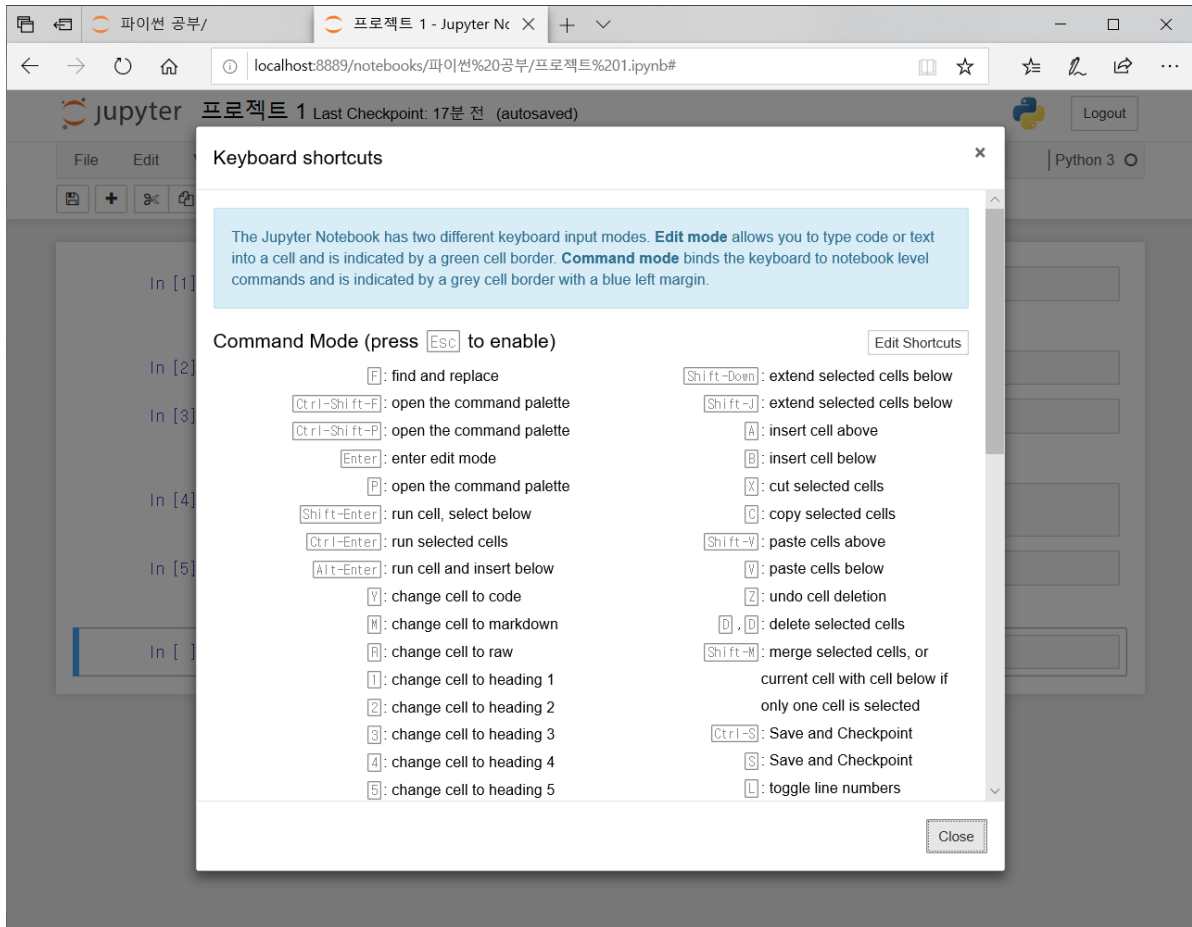 파이썬 공부/
프로젝트 1 - Jupyter Nc
localhost:8889/notebooks/파이썬%20공부/프로젝트%201.ipynb#
jupyter 프로젝트 1 Last Checkpoint: 17분 전 (autosaved)
Logout
File Edit
Python 3
Keyboard shortcuts
The Jupyter Notebook has two different keyboard input modes. Edit mode allows you to type code or text
into a cell and is indicated by a green cell border. Command mode binds the keyboard to notebook level
commands and is indicated by a grey cell border with a blue left margin.
Command Mode (press Esc to enable)
Edit Shortcuts
F: find and replace
Ctrl-Shift-F: open the command palette
Ctrl-Shift-P: open the command palette
Enter: enter edit mode
P: open the command palette
Shift-Enter: run cell, select below
Ctrl-Enter: run selected cells
Alt-Enter: run cell and insert below
Y: change cell to code
M: change cell to markdown
R: change cell to raw
1: change cell to heading 1
2: change cell to heading 2
3: change cell to heading 3
4: change cell to heading 4
5: change cell to heading 5
Shift-Down: extend selected cells below
Shift-J: extend selected cells below
A: insert cell above
B: insert cell below
X: cut selected cells
C: copy selected cells
Shift-V: paste cells above
V: paste cells below
Z: undo cell deletion
D,D: delete selected cells
Shift-M: merge selected cells, or
current cell with cell below if
only one cell is selected
Ctrl-S: Save and Checkpoint
S: Save and Checkpoint
L: toggle line numbers
Close
In [1]
In [2]
In [3]
In [4]
In [5]
In [ ]